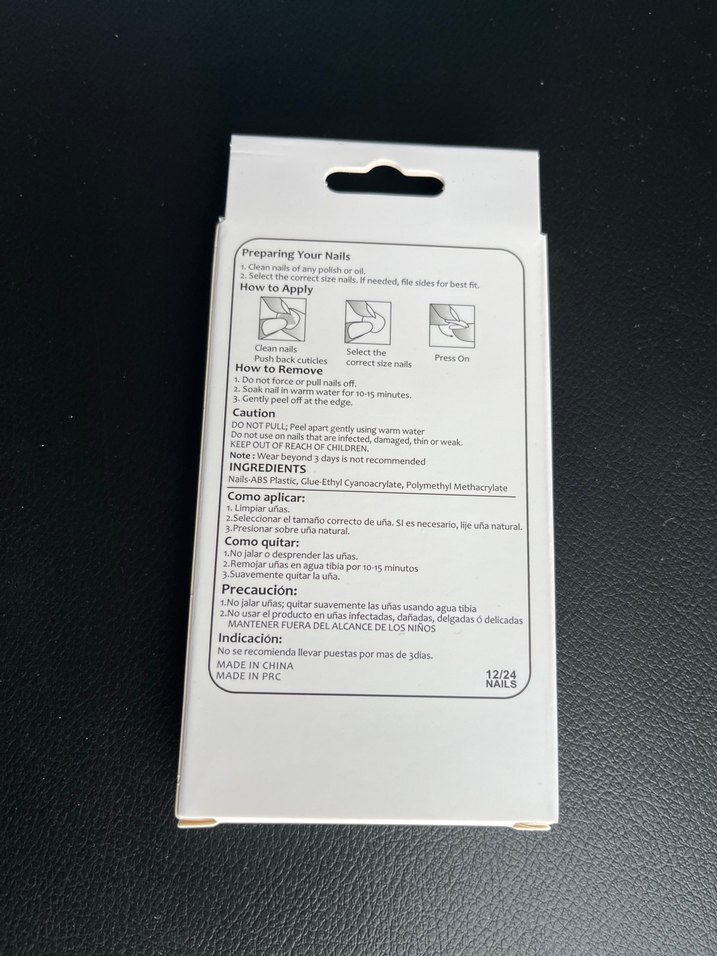 Preparing Your Nails
1. Clean nails of any polish or oil.
2. Select the correct size nails. If needed, file sides for best fit.
How to Apply
Clean nails
Push back cuticles
Select the
correct size nails
Press On
How to Remove
1. Do not force or pull nails off.
2. Soak nail in warm water for 10-15 minutes.
3. Gently peel off at the edge.
Caution
DO NOT PULL; Peel apart gently using warm water
Do not use on nails that are infected, damaged, thin or weak.
KEEP OUT OF REACH OF CHILDREN.
Note : Wear beyond 3 days is not recommended
INGREDIENTS
Nails-ABS Plastic, Glue-Ethyl Cyanoacrylate, Polymethyl Methacrylate
Como aplicar:
1. Limpiar uñas.
2.Seleccionar el tamaño correcto de uña. SI es necesario, lije uña natural.
3.Presionar sobre uña natural.
Como quitar:
1.No jalar o desprender las uñas.
2.Remojar uñas en agua tibia por 10-15 minutos
3.Suavemente quitar la uña.
Precaución:
1.No jalar uñas; quitar suavemente las uñas usando agua tibia
2.No usar el producto en uñas infectadas, dañadas, delgadas ó delicadas
MANTENER FUERA DEL ALCANCE DE LOS NIÑOS
Indicación:
No se recomienda llevar puestas por mas de 3días.
MADE IN CHINA
MADE IN PRC
12/24
NAILS